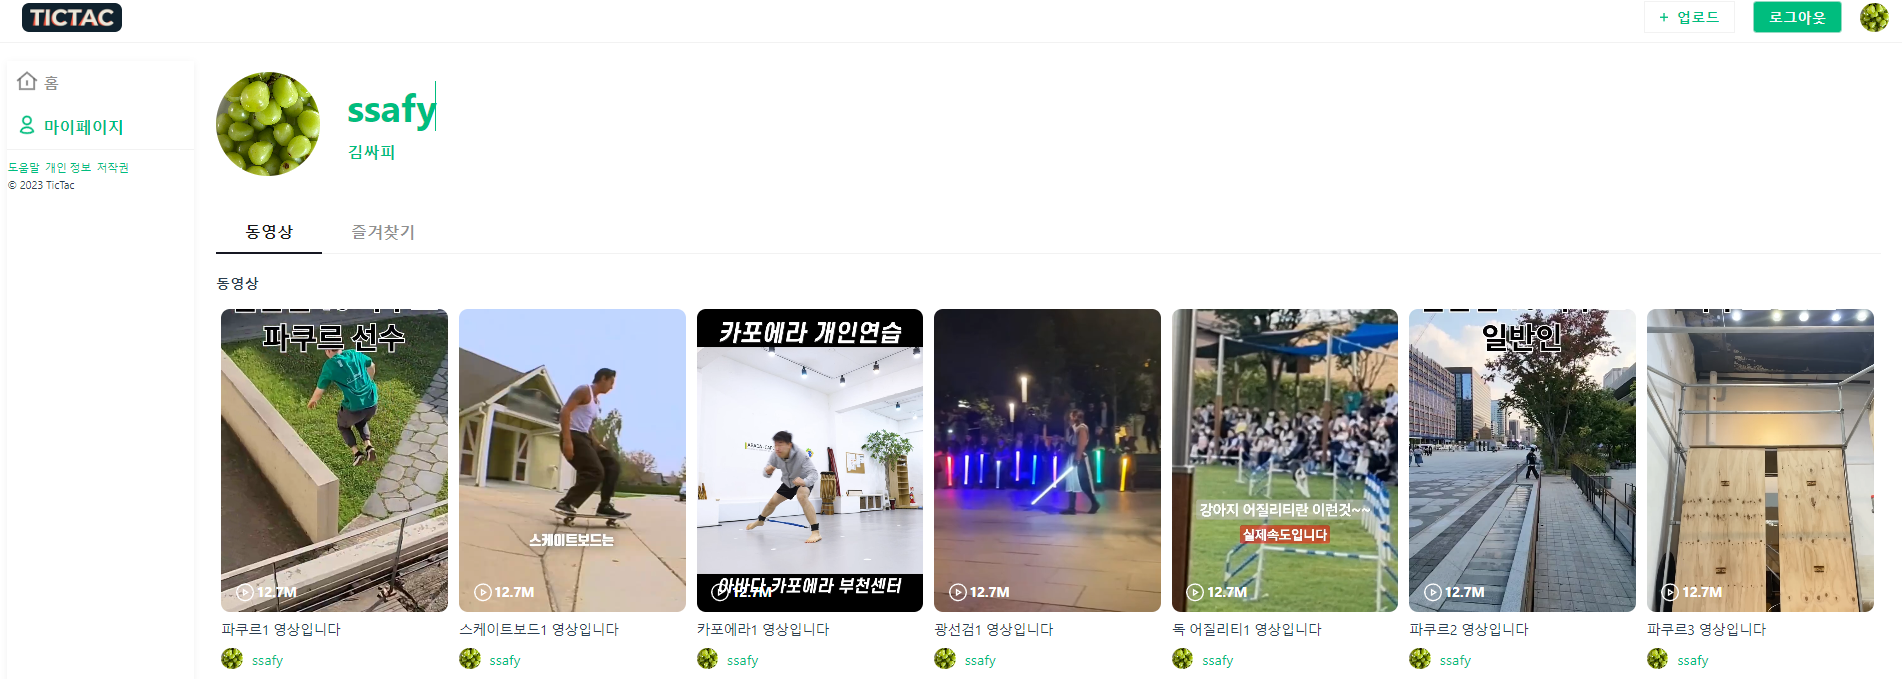 TICTAC
+ 업로드
로그아웃
홈
마이페이지
도움말 개인 정보 저작권
© 2023 TicTac
ssafy
김싸피
동영상
즐겨찾기
동영상
파쿠르 선수
12.7M
파쿠르1 영상입니다
ssafy
스케이트보드는
12.7M
스케이트보드1 영상입니다
ssafy
카포에라 개인연습
아바다 카포에라 부천센터
12.7M
카포에라1 영상입니다
ssafy
12.7M
광선검1 영상입니다
ssafy
강아지 어질리티란 이런것~~
실제속도입니다
12.7M
독 어질리티1 영상입니다
ssafy
일반인
12.7M
파쿠르2 영상입니다
ssafy
12.7M
파쿠르3 영상입니다
ssafy